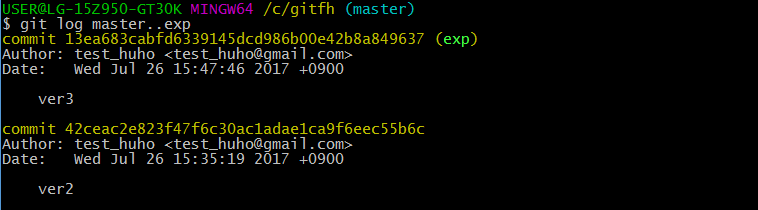 USER@LG-15Z950-GT30K MINGW64 /c/gitfh (master)
$ git log master..exp
commit 13ea683cabfd6339145dcd986b00e42b8a849637 (exp)
Author: test_huho <test_huho@gmail.com>
Date:   Wed Jul 26 15:47:46 2017 +0900
    ver3
commit 42ceac2e823f47f6c30ac1adae1ca9f6eec55b6c
Author: test_huho <test_huho@gmail.com>
Date:   Wed Jul 26 15:35:19 2017 +0900
    ver2